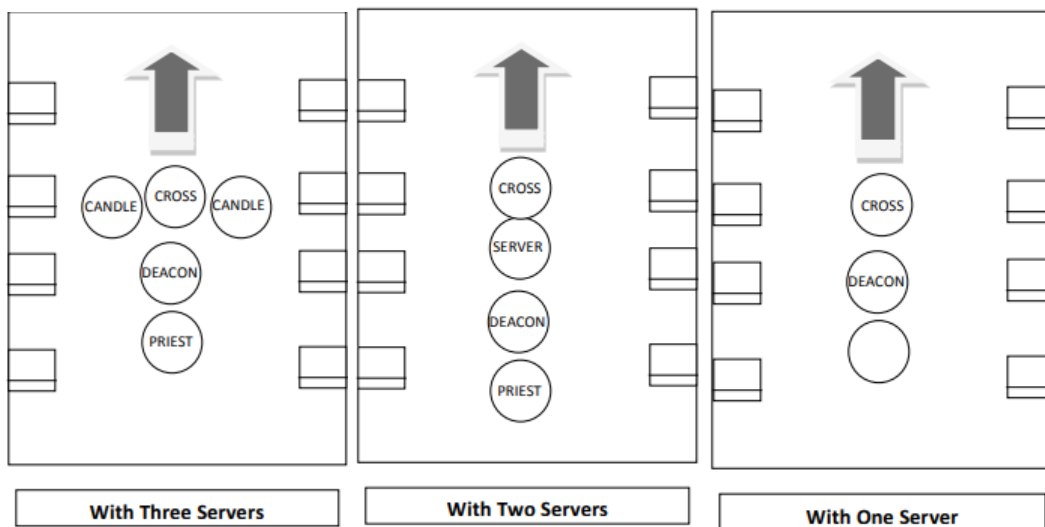 CANDLE
CROSS
CANDLE
DEACON
PRIEST
With Three Servers
CROSS
SERVER
DEACON
PRIEST
With Two Servers
CROSS
DEACON
With One Server